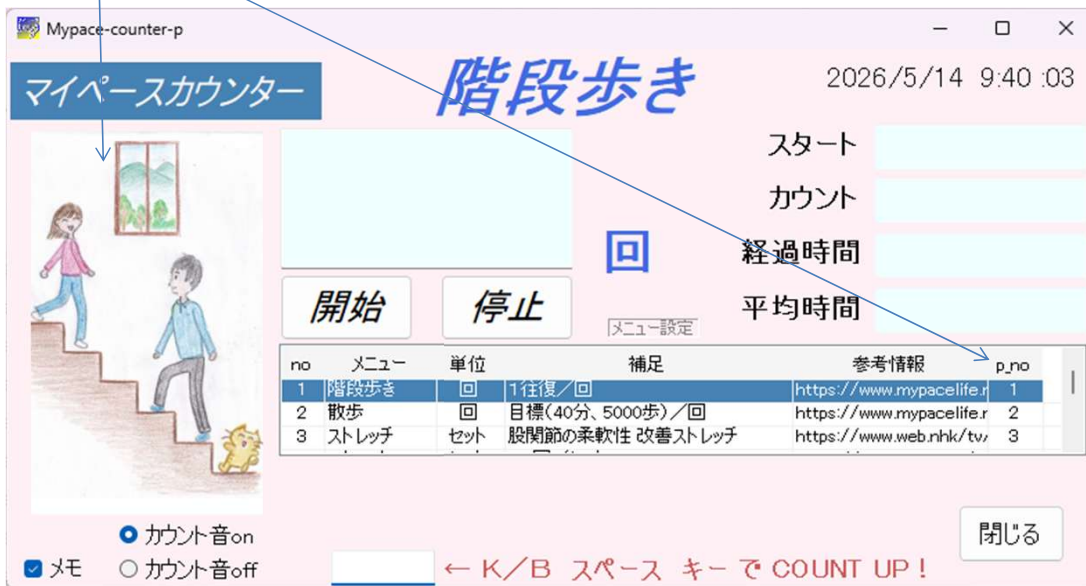 Mypace-counter-p
マイペースカウンター
階段歩き
2026/5/14 9:40 :03
スタート
カウント
回
経過時間
開始
停止
メニュー設定
平均時間
no メニュー 単位 補足 参考情報 p_no
1 階段歩き 回 1往復/回 https://www.mypacelife.r 1
2 散歩 回 目標(40分、5000歩)/回 https://www.mypacelife.r 2
3 ストレッチ セット 股関節の柔軟性 改善ストレッチ https://www.web.nhk/tv/ 3
カウント音on
閉じる
メモ
カウント音off
← K/B スペース キーで COUNT UP!